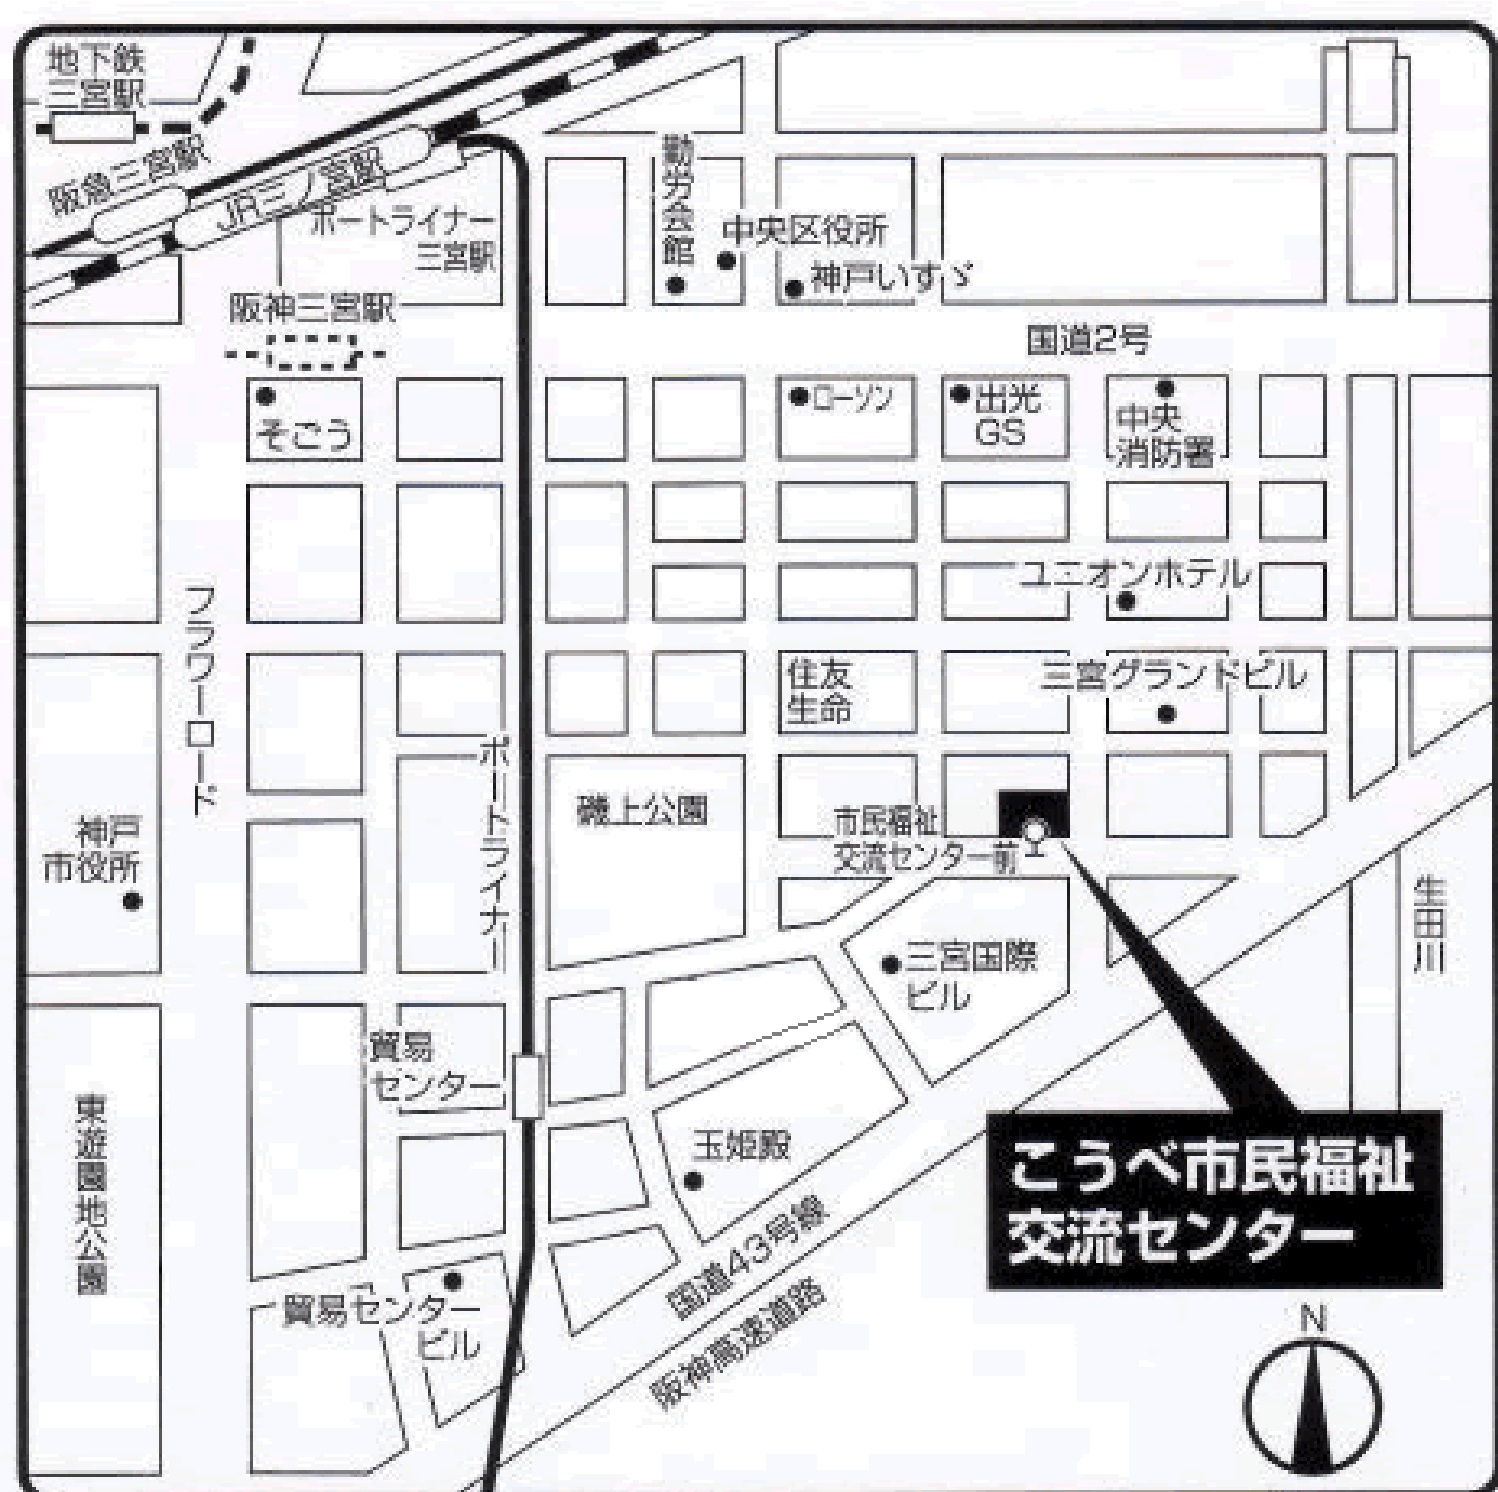 地下鉄
三宮駅
阪急三宮駅
JR三ノ宮駅
ポートライナー
三宮駅
勤労会館
中央区役所
神戸いすゞ
阪神三宮駅
国道2号
そごう
ローソン
出光
GS
中央
消防署
ユニオンホテル
フラワーロード
住友
生命
三宮グランドビル
ポートライナー
磯上公園
神戸
市役所
市民福祉
交流センター前
生田川
三宮国際
ビル
貿易
センター
東遊園地公園
玉姫殿
こうべ市民福祉
交流センター
国道43号線
阪神高速道路
貿易センター
ビル
N